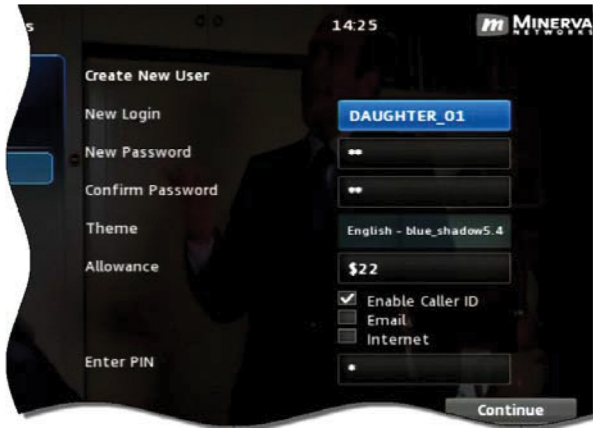 s
14:25
m MINERVA
NETWORKS
Create New User
New Login
DAUGHTER_01
New Password
••
Confirm Password
••
Theme
English - blue_shadow5.4
Allowance
$22
Enable Caller ID
Email
Internet
Enter PIN
•
Continue